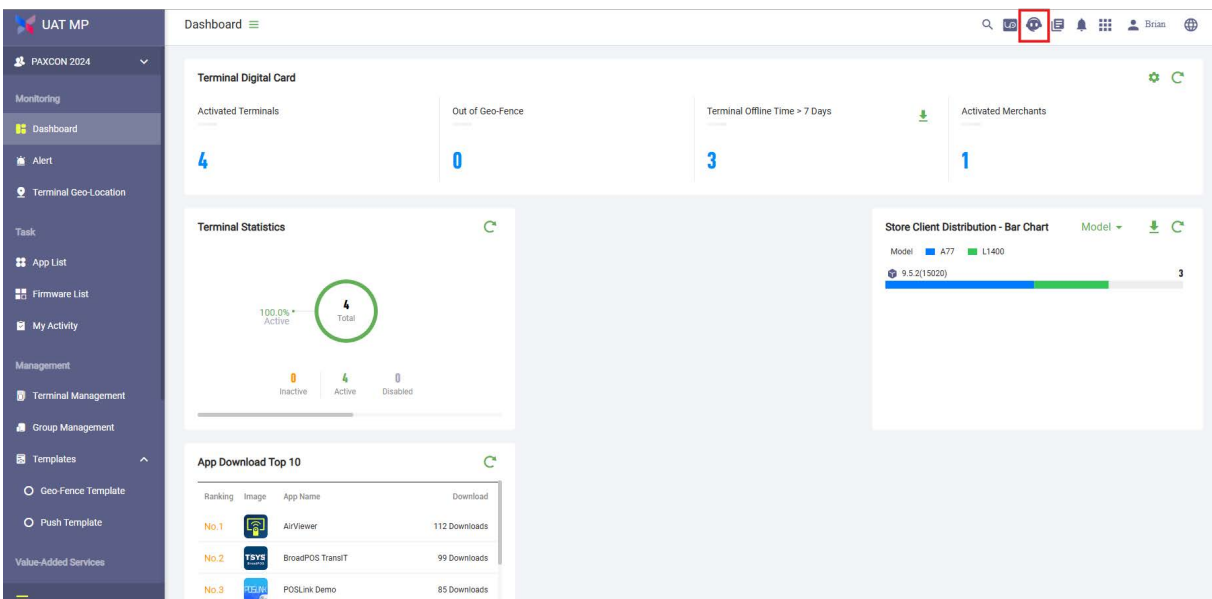 UAT MP
Dashboard
Brian
PAXCON 2024
Monitoring
Dashboard
Alert
Terminal Geo-Location
Task
App List
Firmware List
My Activity
Management
Terminal Management
Group Management
Templates
Geo-Fence Template
Push Template
Value-Added Services
Terminal Digital Card
Activated Terminals
4
Out of Geo-Fence
0
Terminal Offline Time > 7 Days
3
Activated Merchants
1
Terminal Statistics
4
Total
100.0%
Active
0 4 0
Inactive Active Disabled
Store Client Distribution - Bar Chart Model
Model A77 L1400
9.5.2(15020) 3
App Download Top 10
Ranking Image App Name Download
No.1 AirViewer 112 Downloads
No.2 TSYS BroadPOS TransIT 99 Downloads
No.3 POSLink Demo 85 Downloads